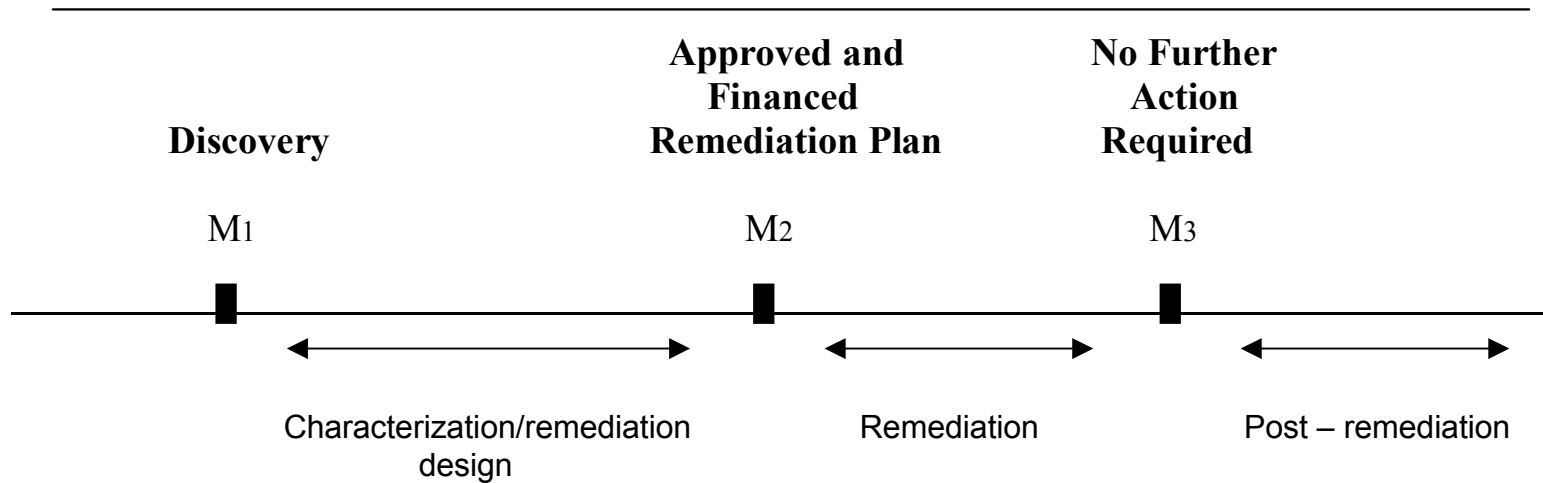 Discovery
Approved and
Financed
Remediation Plan
No Further
Action
Required
M1
M2
M3
Characterization/remediation
design
Remediation
Post – remediation